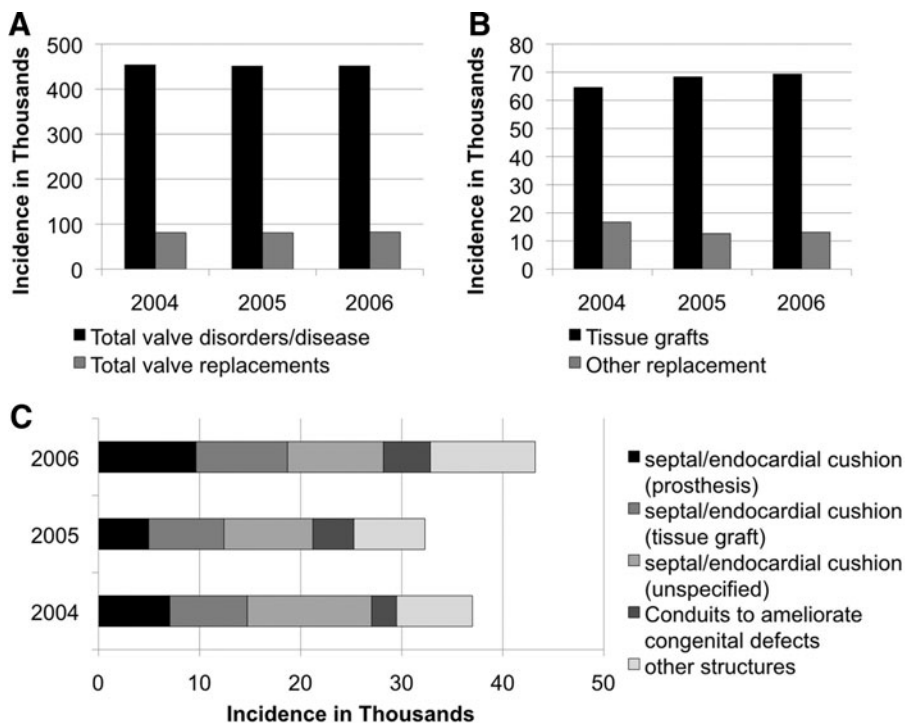 A
Incidence in Thousands
500
400
300
200
100
0
2004 2005 2006
Total valve disorders/disease
Total valve replacements
B
Incidence in Thousands
80
70
60
50
40
30
20
10
0
2004 2005 2006
Tissue grafts
Other replacement
C
2006
2005
2004
0 10 20 30 40 50
Incidence in Thousands
septal/endocardial cushion
(prosthesis)
septal/endocardial cushion
(tissue graft)
septal/endocardial cushion
(unspecified)
Conduits to ameliorate
congenital defects
other structures